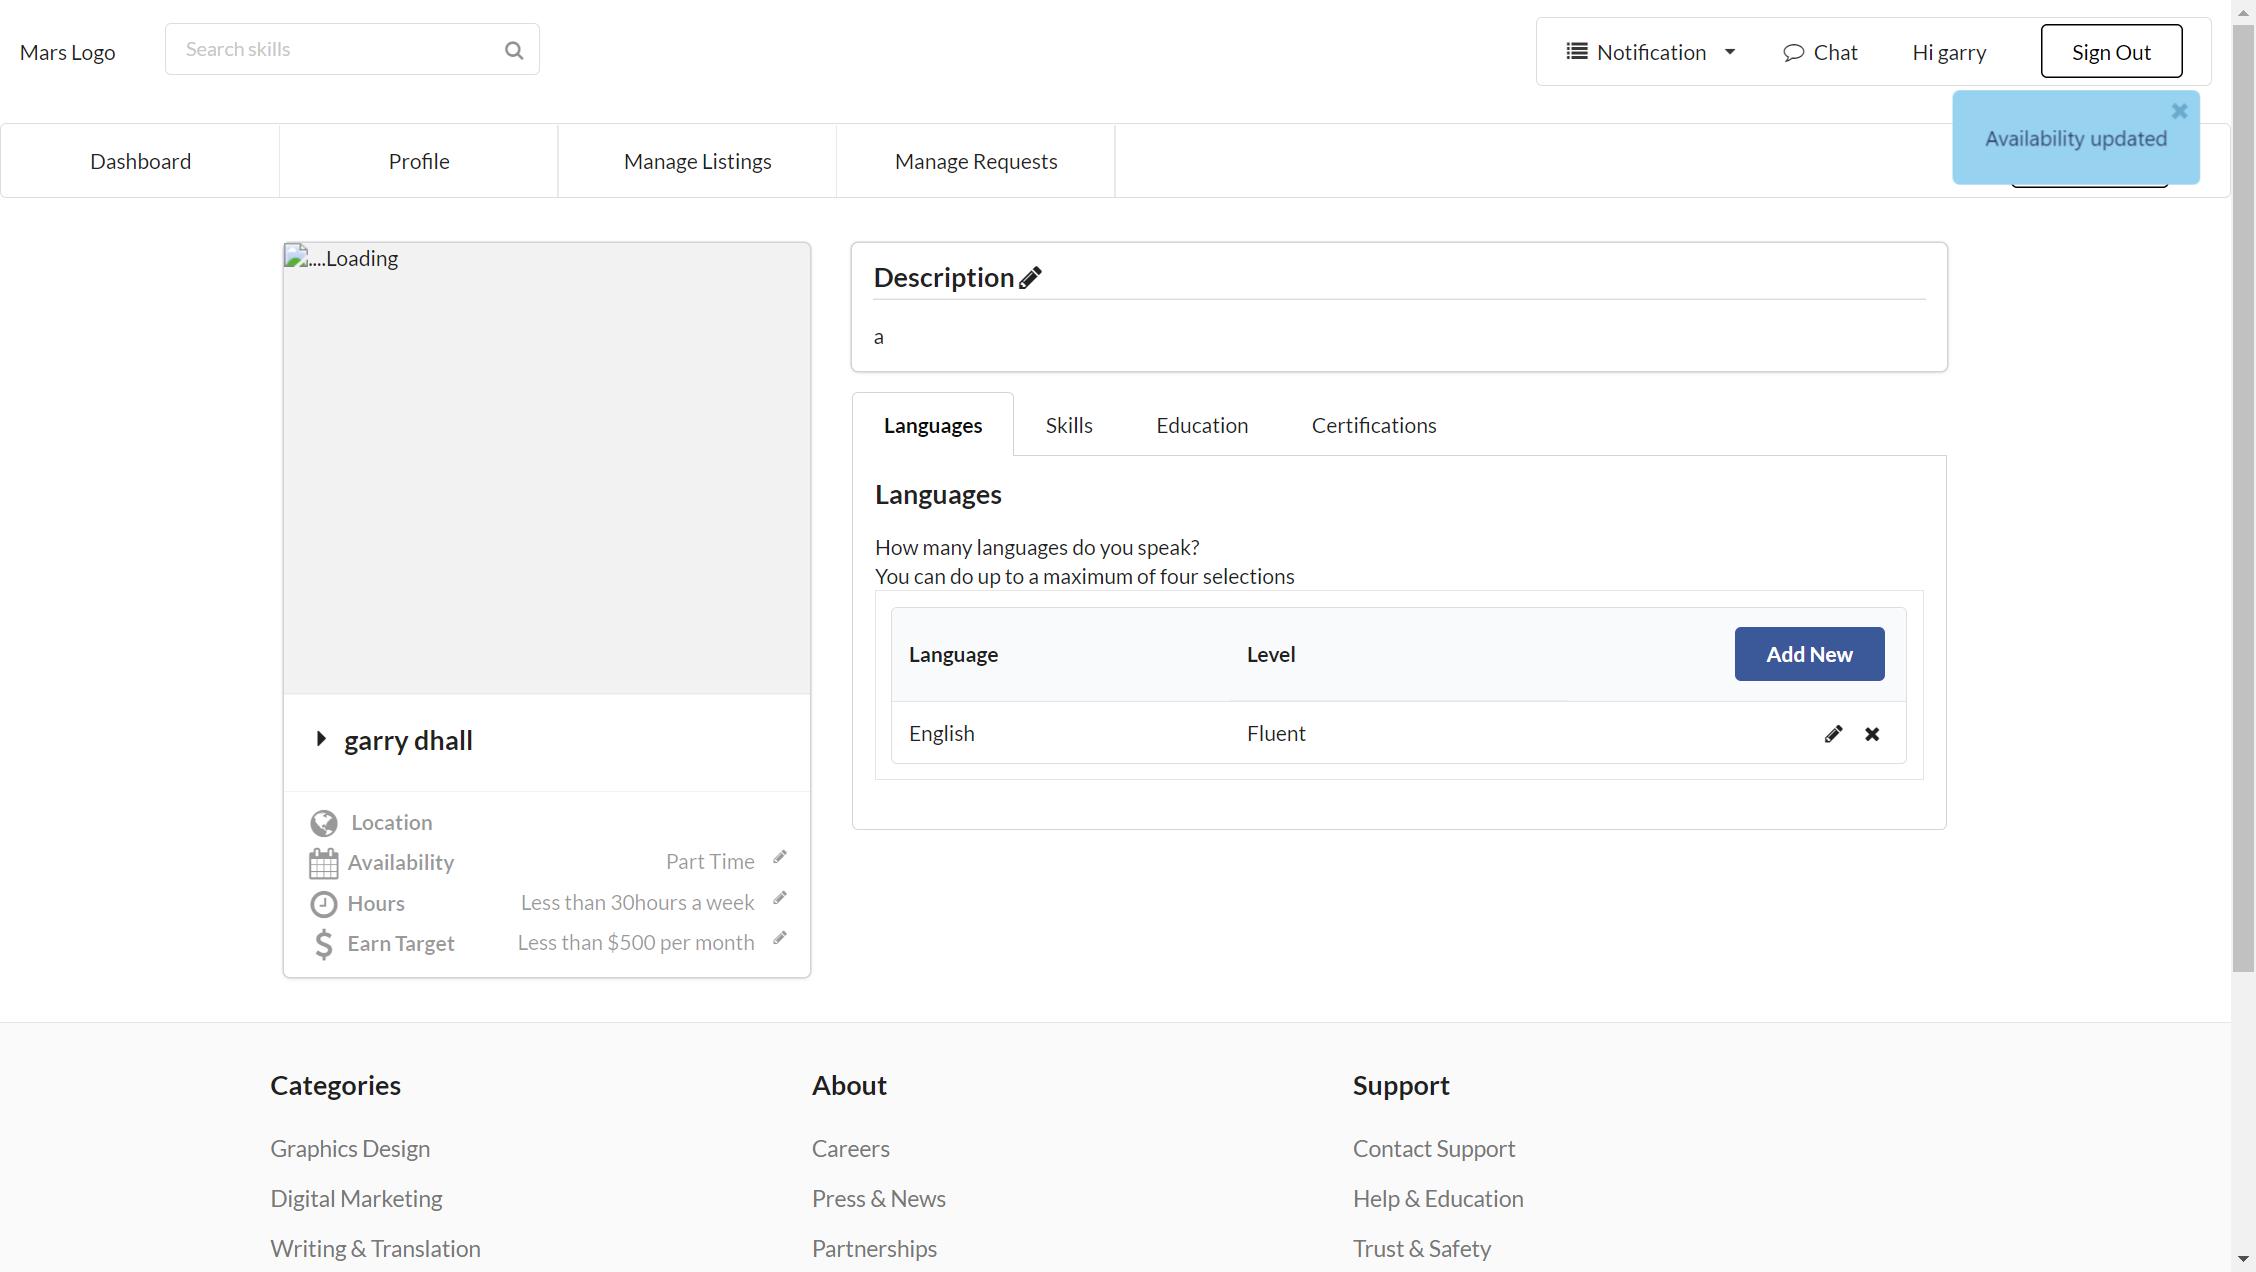 Mars Logo
Search skills
Notification
Chat
Hi garry
Sign Out
Availability updated
Dashboard
Profile
Manage Listings
Manage Requests
....Loading
Description
a
Languages
Skills
Education
Certifications
Languages
How many languages do you speak?
You can do up to a maximum of four selections
Language
Level
Add New
English
Fluent
garry dhall
Location
Availability
Part Time
Hours
Less than 30hours a week
Earn Target
Less than $500 per month
Categories
Graphics Design
Digital Marketing
Writing & Translation
About
Careers
Press & News
Partnerships
Support
Contact Support
Help & Education
Trust & Safety